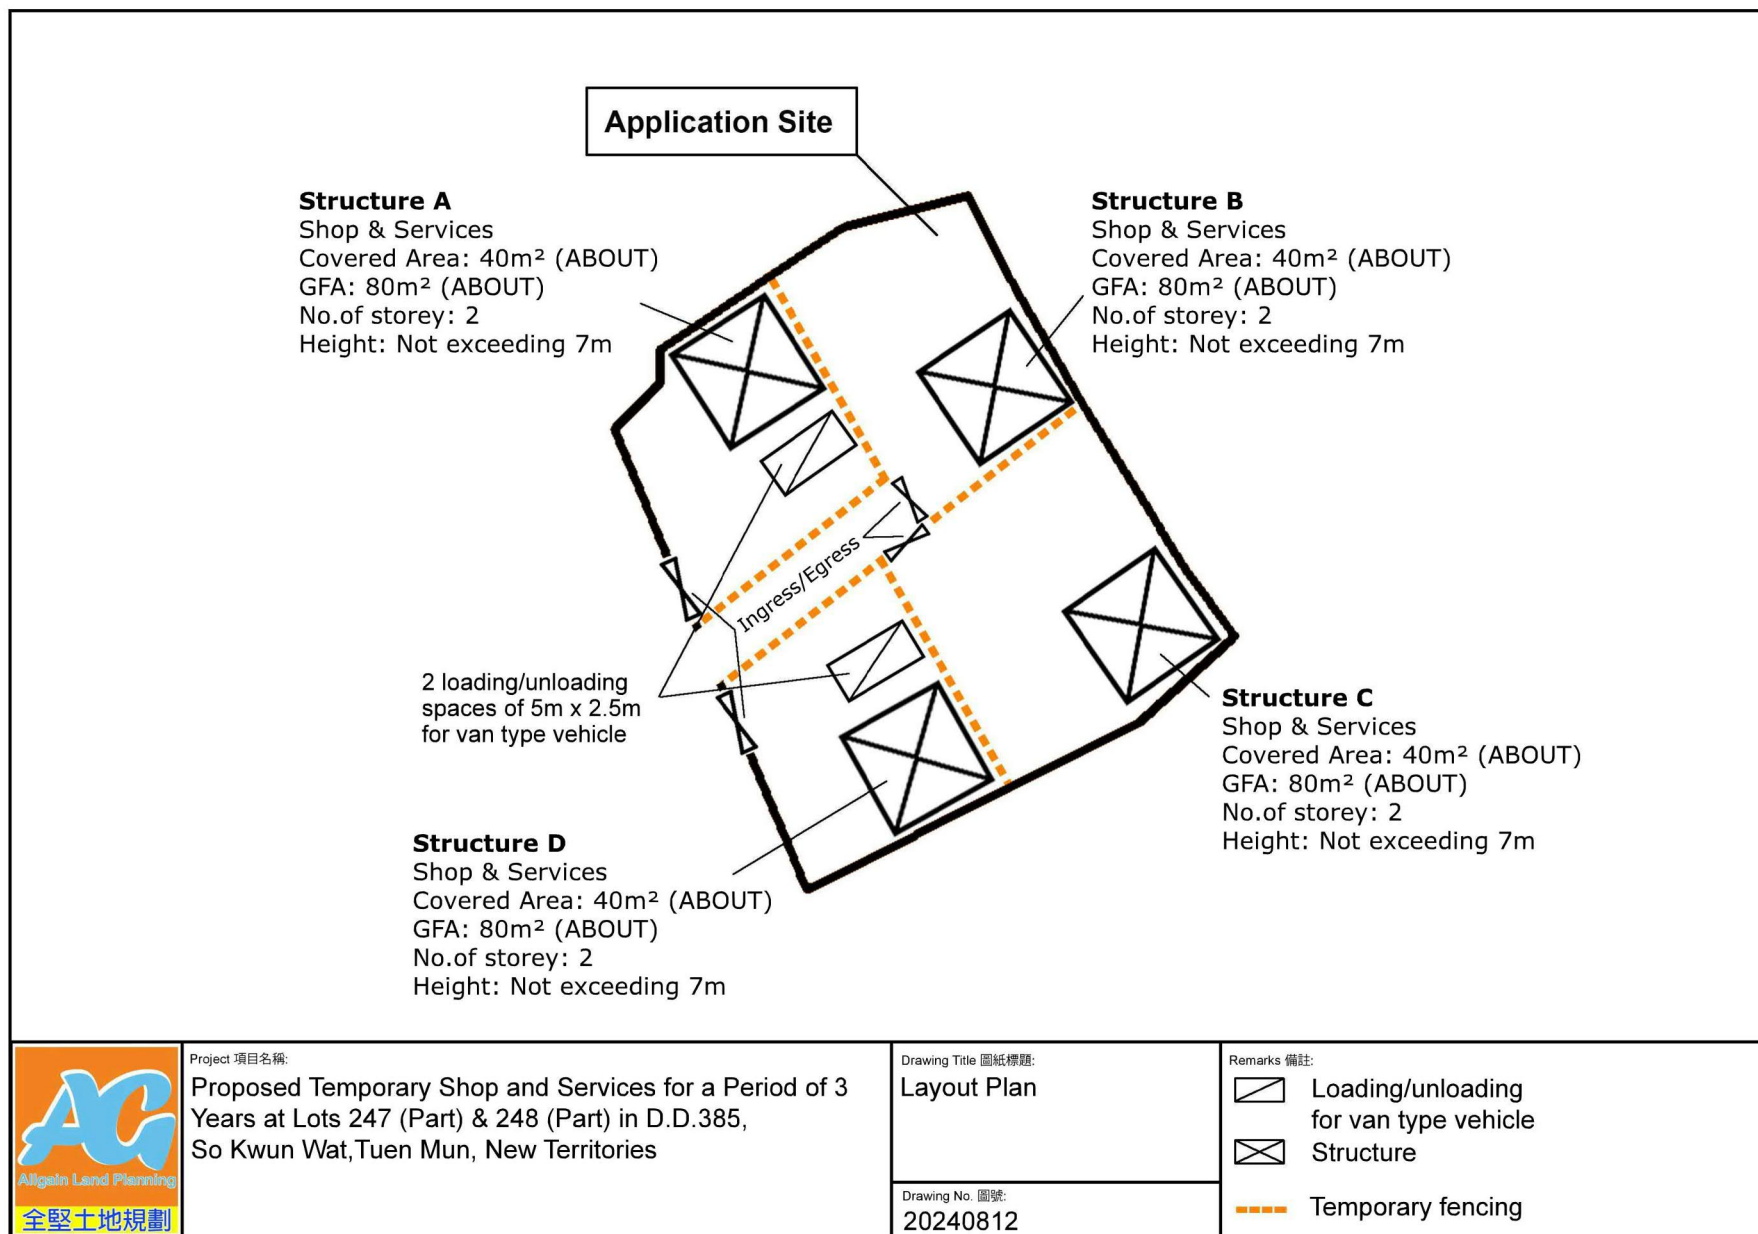 Application Site
Structure A
Shop & Services
Covered Area: 40m² (ABOUT)
GFA: 80m² (ABOUT)
No.of storey: 2
Height: Not exceeding 7m
Structure B
Shop & Services
Covered Area: 40m² (ABOUT)
GFA: 80m² (ABOUT)
No.of storey: 2
Height: Not exceeding 7m
Ingress/Egress
2 loading/unloading
spaces of 5m x 2.5m
for van type vehicle
Structure C
Shop & Services
Covered Area: 40m² (ABOUT)
GFA: 80m² (ABOUT)
No.of storey: 2
Height: Not exceeding 7m
Structure D
Shop & Services
Covered Area: 40m² (ABOUT)
GFA: 80m² (ABOUT)
No.of storey: 2
Height: Not exceeding 7m
AG
Allgain Land Planning
全堅土地規劃
Project 項目名稱:
Proposed Temporary Shop and Services for a Period of 3
Years at Lots 247 (Part) & 248 (Part) in D.D.385,
So Kwun Wat,Tuen Mun, New Territories
Drawing Title 圖紙標題:
Layout Plan
Drawing No. 圖號:
20240812
Remarks 備註:
Loading/unloading
for van type vehicle
Structure
Temporary fencing